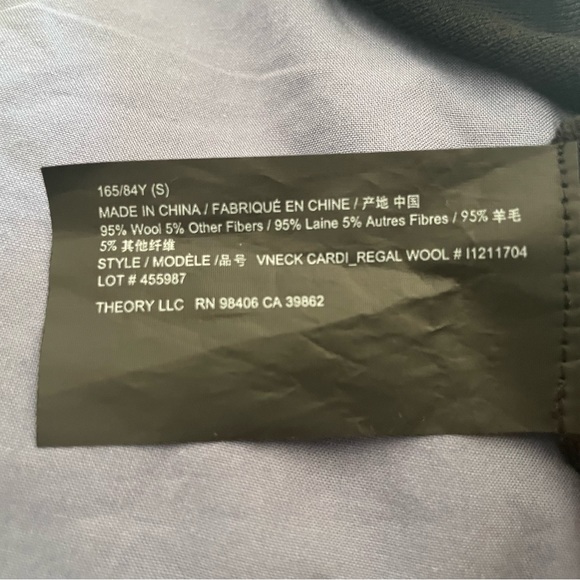 165/84Y (S)
MADE IN CHINA / FABRIQUÉ EN CHINE / 产地 中国
95% Wool 5% Other Fibers / 95% Laine 5% Autres Fibres / 95% 羊毛
5% 其他纤维
STYLE / MODÈLE /品号 VNECK CARDI_REGAL WOOL # I1211704
LOT # 455987
THEORY LLC RN 98406 CA 39862